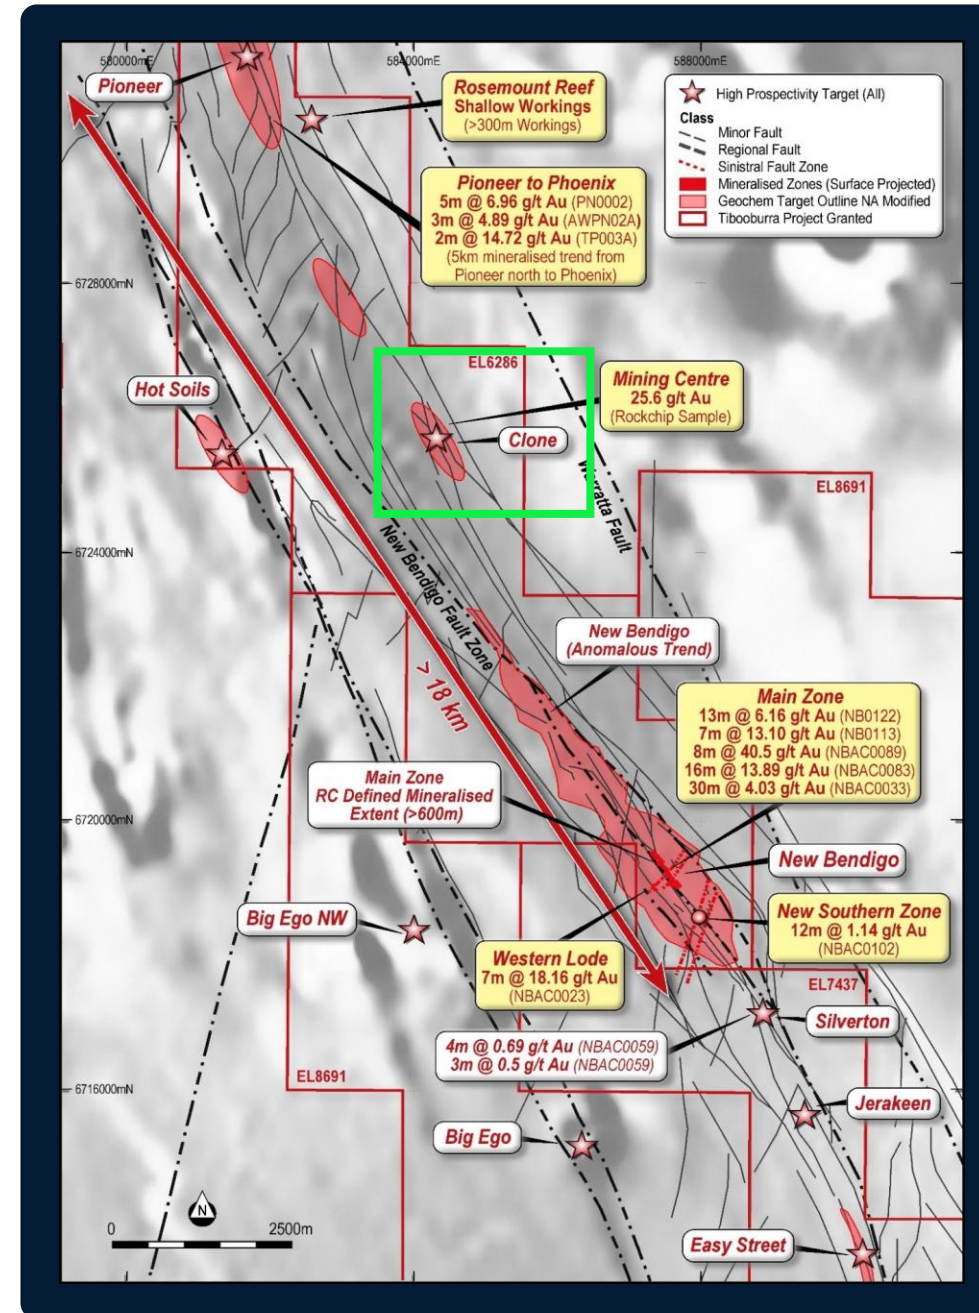 580000mE
584000mE
588000mE
Pioneer
Rosemount Reef
Shallow Workings
(>300m Workings)
High Prospectivity Target (All)
Class
Minor Fault
Regional Fault
Sinistral Fault Zone
Mineralised Zones (Surface Projected)
Geochem Target Outline NA Modified
Tibooburra Project Granted
Pioneer to Phoenix
5m @ 6.96 g/t Au (PN0002)
3m @ 4.89 g/t Au (AWPN02A)
2m @ 14.72 g/t Au (TP003A)
(5km mineralised trend from
Pioneer north to Phoenix)
6728000mN
EL6286
Hot Soils
Mining Centre
25.6 g/t Au
(Rockchip Sample)
Clone
Warratta Fault
EL8691
6724000mN
New Bendigo Fault Zone
New Bendigo
(Anomalous Trend)
> 18 km
Main Zone
13m @ 6.16 g/t Au (NB0122)
7m @ 13.10 g/t Au (NB0113)
8m @ 40.5 g/t Au (NBAC0089)
16m @ 13.89 g/t Au (NBAC0083)
30m @ 4.03 g/t Au (NBAC0033)
Main Zone
RC Defined Mineralised
Extent (>600m)
6720000mN
New Bendigo
Big Ego NW
New Southern Zone
12m @ 1.14 g/t Au
(NBAC0102)
Western Lode
7m @ 18.16 g/t Au
(NBAC0023)
EL7437
Silverton
4m @ 0.69 g/t Au (NBAC0059)
3m @ 0.5 g/t Au (NBAC0059)
EL8691
6716000mN
Jerakeen
Big Ego
N
0 2500m
Easy Street